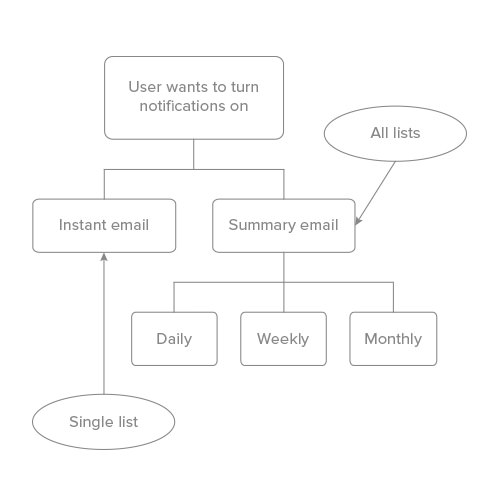 User wants to turn
notifications on
All lists
Instant email
Summary email
Daily
Weekly
Monthly
Single list